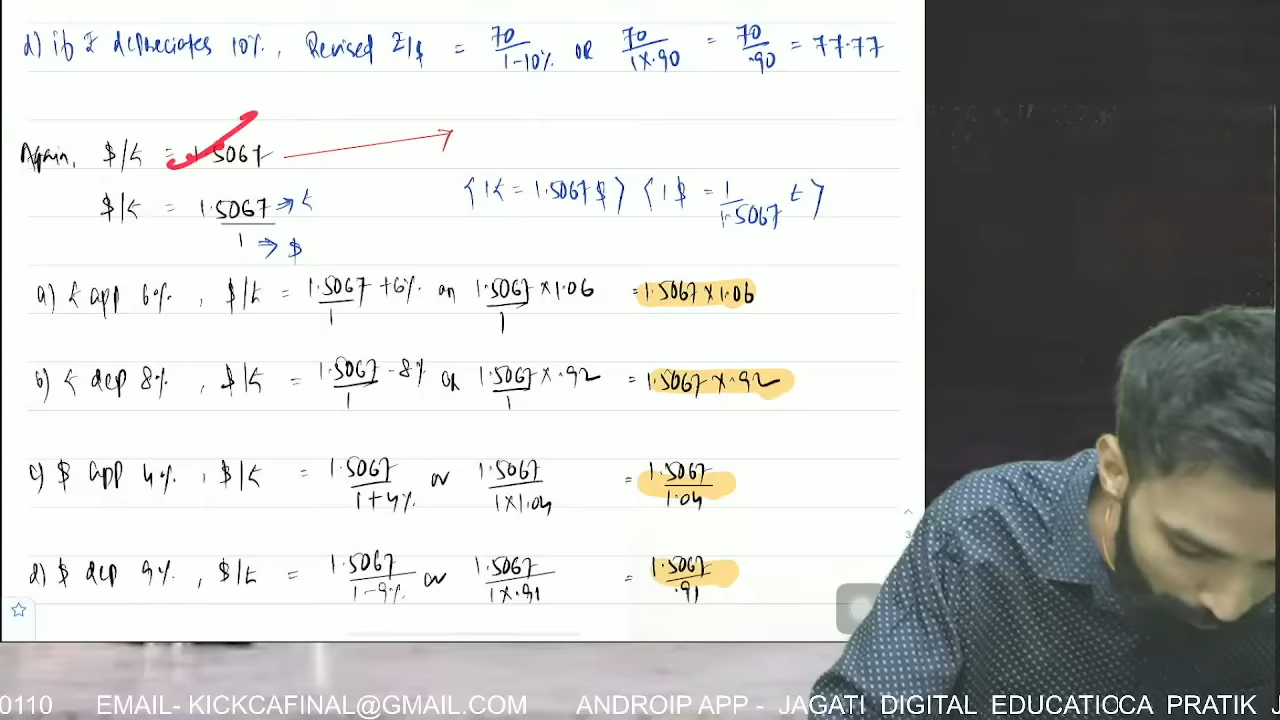 d) if ₹ depreciates 10%, Revised ₹/$ = 70/1-10% OR 70/1×.90 = 70/.90 = 77.77
Again, $/£ = 1.5067
$/£ = 1.5067/1 ⇒ £ ⇒ $ {1£ = 1.5067$} {1$ = 1/1.5067 £}
a) £ app 6%, $/£ = 1.5067/1 +6% or 1.5067/1 ×1.06 = 1.5067×1.06
b) £ dep 8%, $/£ = 1.5067/1 -8% or 1.5067/1 ×.92 = 1.5067×.92
c) $ app 4%, $/£ = 1.5067/1+4% or 1.5067/1×1.04 = 1.5067/1.04
d) $ dep 9%, $/£ = 1.5067/1-9% or 1.5067/1×.91 = 1.5067/.91
0110 EMAIL- KICKCAFINAL@GMAIL.COM ANDROIP APP - JAGATI DIGITAL EDUCATIOCA PRATIK J